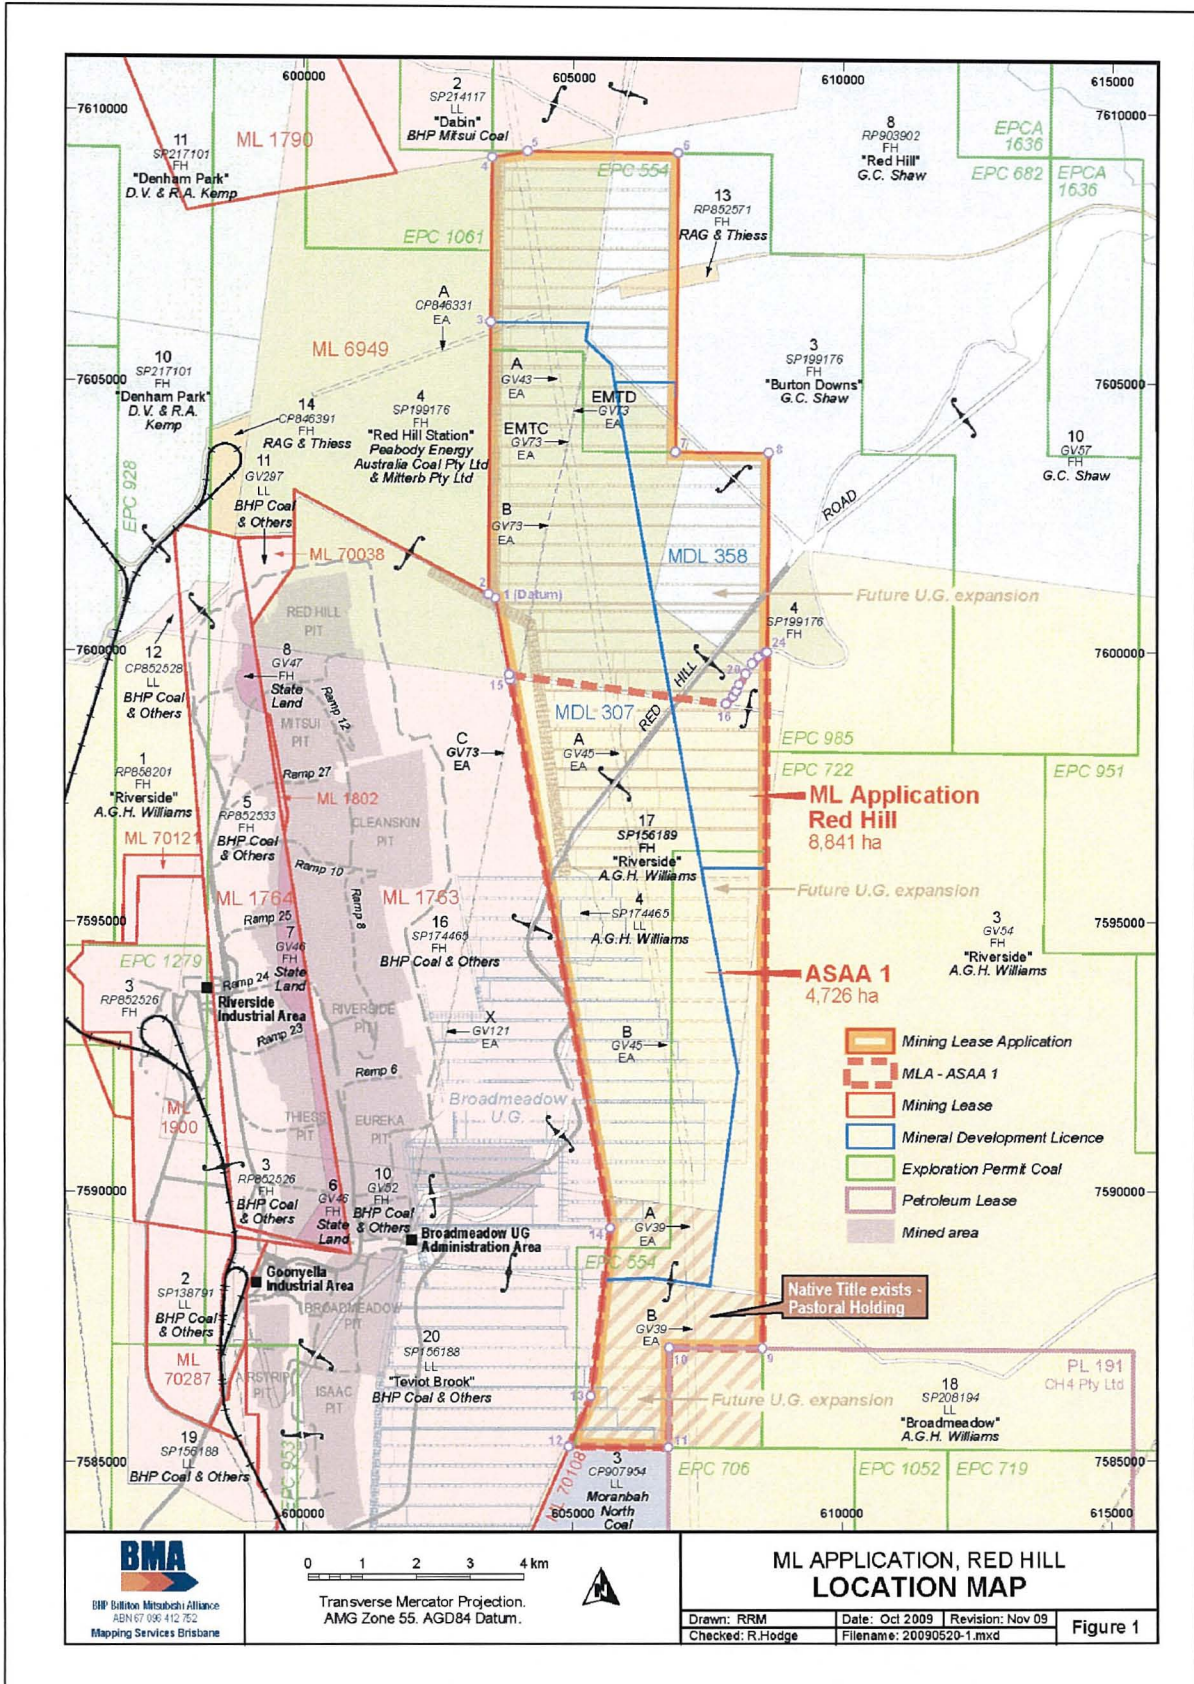 600000
605000
610000
615000
7610000
7610000
2
SP214117
LL
"Dabin"
BHP Mitsui Coal
11
SP217101
FH
"Denham Park"
D.V. & R.A. Kemp
ML 1790
8
RP903902
FH
"Red Hill"
G.C. Shaw
EPCA
1636
EPC 682
EPCA
1636
4
5
6
EPC 554
13
RP852571
FH
RAG & Thiess
EPC 1061
A
CP846331
EA
3
ML 6949
10
SP217101
FH
"Denham Park"
D.V. & R.A.
Kemp
7605000
7605000
3
SP199176
FH
"Burton Downs"
G.C. Shaw
A
GV43
EA
EMTD
GV73
EA
EMTC
GV73
EA
14
CP846391
FH
RAG & Thiess
4
SP199176
FH
"Red Hill Station"
Peabody Energy
Australia Coal Pty Ltd
& Mitterb Pty Ltd
7
8
10
GV57
FH
G.C. Shaw
11
GV297
LL
BHP Coal
& Others
EPC 928
B
GV73
EA
ROAD
ML 70038
MDL 358
2
1 (Datum)
Future U.G. expansion
RED HILL
PIT
4
SP199176
FH
12
CP852528
LL
BHP Coal
& Others
7600000
7600000
8
GV47
FH
State
Land
24
20
16
15
HILL
RED
MDL 307
MITSUI
PIT
Ramp 12
C
GV73
EA
A
GV45
EA
EPC 985
EPC 722
EPC 951
1
RP858201
FH
"Riverside"
A.G.H. Williams
Ramp 27
ML 1802
5
RP852533
FH
BHP Coal
& Others
CLEANSKIN
PIT
ML Application
Red Hill
8,841 ha
17
SP156189
FH
"Riverside"
A.G.H. Williams
ML 70121
Ramp 10
Ramp 8
ML 1764
ML 1763
Future U.G. expansion
4
SP174465
LL
A.G.H. Williams
7595000
7595000
Ramp 25
7
GV46
FH
State
Land
16
SP174465
FH
BHP Coal & Others
3
GV54
FH
"Riverside"
A.G.H. Williams
EPC 1279
Ramp 24
3
RP852526
FH
Riverside
Industrial Area
ASAA 1
4,726 ha
RIVERSIDE
PIT
Ramp 23
X
GV121
EA
B
GV45
EA
Ramp 6
Mining Lease Application
MLA - ASAA 1
Mining Lease
Mineral Development Licence
Exploration Permit Coal
Petroleum Lease
Mined area
Broadmeadow
U.G.
ML
1900
THIESS
PIT
EUREKA
PIT
7590000
7590000
3
RP852526
FH
BHP Coal
& Others
6
GV46
FH
State
Land
10
GV52
FH
BHP Coal
& Others
Broadmeadow UG
Administration Area
A
GV39
EA
14
EPC 554
Goonyella
Industrial Area
2
SP138791
LL
BHP Coal
& Others
BROADMEADOW
PIT
Native Title exists -
Pastoral Holding
B
GV39
EA
10
9
20
SP156188
LL
"Teviot Brook"
BHP Coal & Others
ML
70287
AIRSTRIP
PIT
ISAAC
PIT
PL 191
CH4 Pty Ltd
18
SP208194
LL
"Broadmeadow"
A.G.H. Williams
13
Future U.G. expansion
12
11
19
SP156188
LL
BHP Coal & Others
7585000
7585000
EPC 953
ML 70108
3
CP907954
LL
Moranbah
North
Coal
EPC 706
EPC 1052
EPC 719
600000
605000
610000
615000
BMA
BHP Billiton Mitsubishi Alliance
ABN 67 096 412 752
Mapping Services Brisbane
0 1 2 3 4 km
Transverse Mercator Projection.
AMG Zone 55. AGD84 Datum.
N
ML APPLICATION, RED HILL
LOCATION MAP
Drawn: RRM
Date: Oct 2009
Revision: Nov 09
Checked: R.Hodge
Filename: 20090520-1.mxd
Figure 1